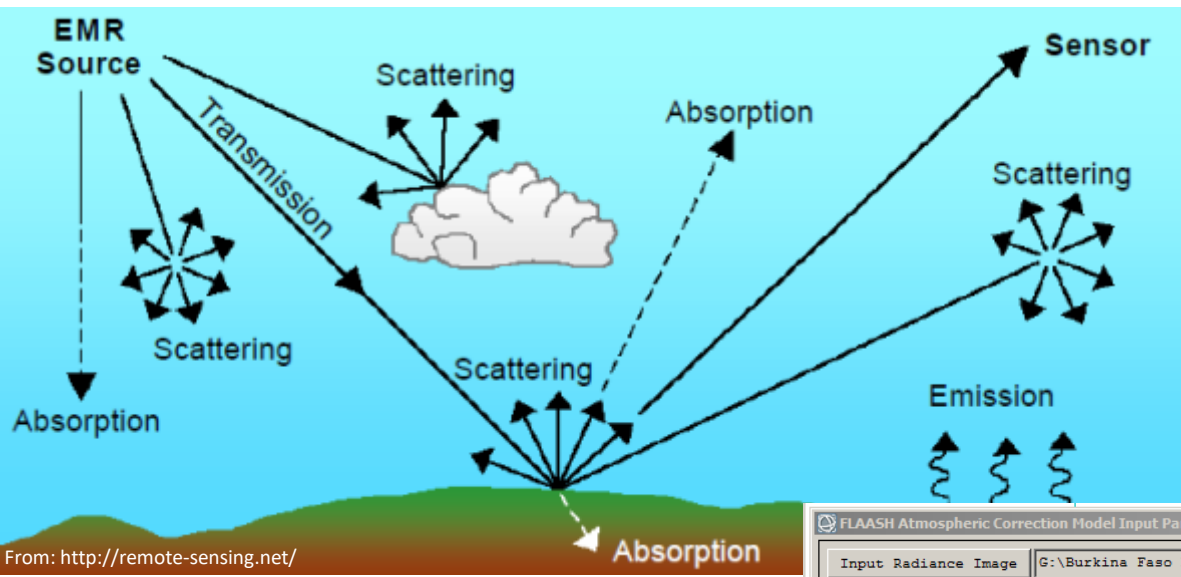 EMR
Source
Sensor
Scattering
Absorption
Transmission
Scattering
Scattering
Absorption
Scattering
Emission
Absorption
From: http://remote-sensing.net/
FLAASH Atmospheric Correction Model Input Pa
Input Radiance Image G:\Burkina Faso